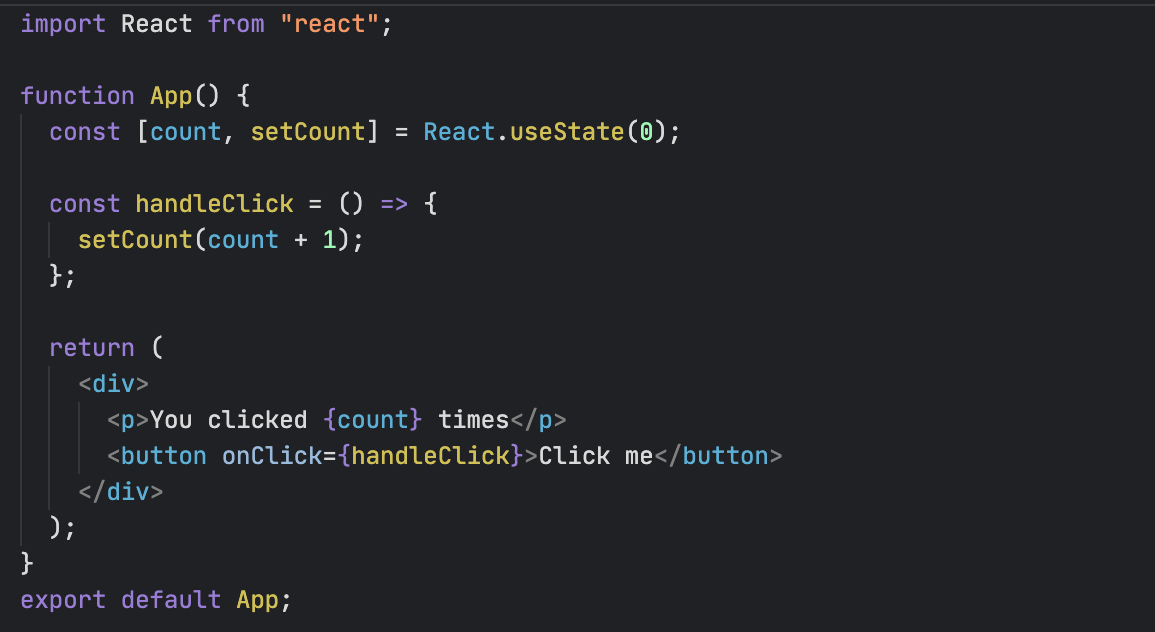 import React from "react";

function App() {
  const [count, setCount] = React.useState(0);

  const handleClick = () => {
    setCount(count + 1);
  };

  return (
    <div>
      <p>You clicked {count} times</p>
      <button onClick={handleClick}>Click me</button>
    </div>
  );
}
export default App;